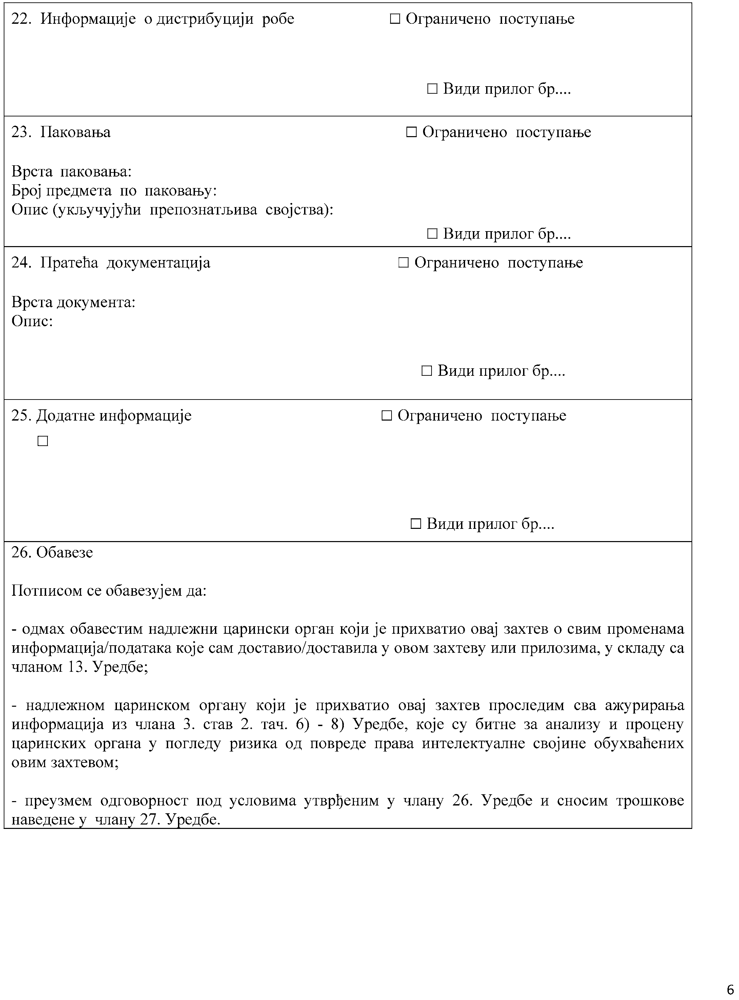 22. Информације о дистрибуцији робе ☐ Ограничено поступање
☐ Види прилог бр....
23. Паковања ☐ Ограничено поступање
Врста паковања:
Број предмета по паковању:
Опис (укључујући препознатљива својства):
☐ Види прилог бр....
24. Пратећа документација ☐ Ограничено поступање
Врста документа:
Опис:
☐ Види прилог бр....
25. Додатне информације ☐ Ограничено поступање
☐
☐ Види прилог бр....
26. Обавезе
Потписом се обавезујем да:
- одмах обавестим надлежни царински орган који је прихватио овај захтев о свим променама
информација/података које сам доставио/доставила у овом захтеву или прилозима, у складу са
чланом 13. Уредбе;
- надлежном царинском органу који је прихватио овај захтев проследим сва ажурирања
информација из члана 3. став 2. тач. 6) - 8) Уредбе, које су битне за анализу и процену
царинских органа у погледу ризика од повреде права интелектуалне својине обухваћених
овим захтевом;
- преузмем одговорност под условима утврђеним у члану 26. Уредбе и сносим трошкове
наведене у члану 27. Уредбе.
6